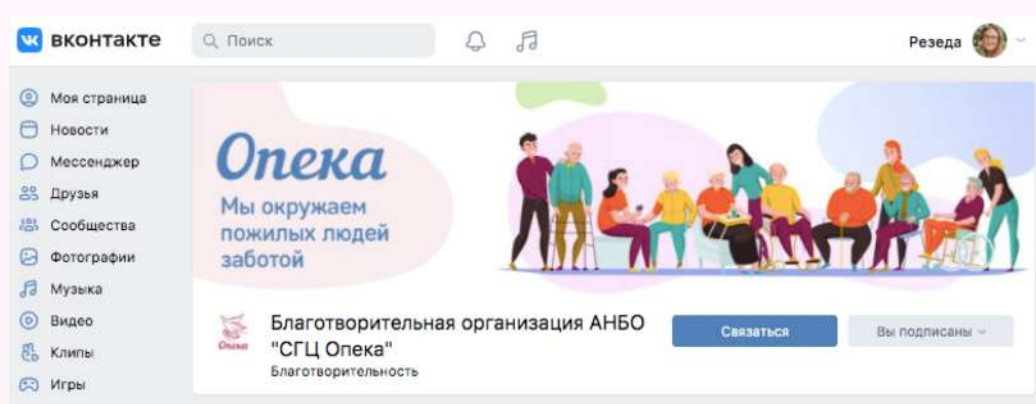 вконтакте
Поиск
Резеда
Моя страница
Новости
Мессенджер
Друзья
Сообщества
Фотографии
Музыка
Видео
Клипы
Игры
Опека
Мы окружаем
пожилых людей
заботой
Опека
Благотворительная организация АНБО
"СГЦ Опека"
Благотворительность
Связаться
Вы подписаны